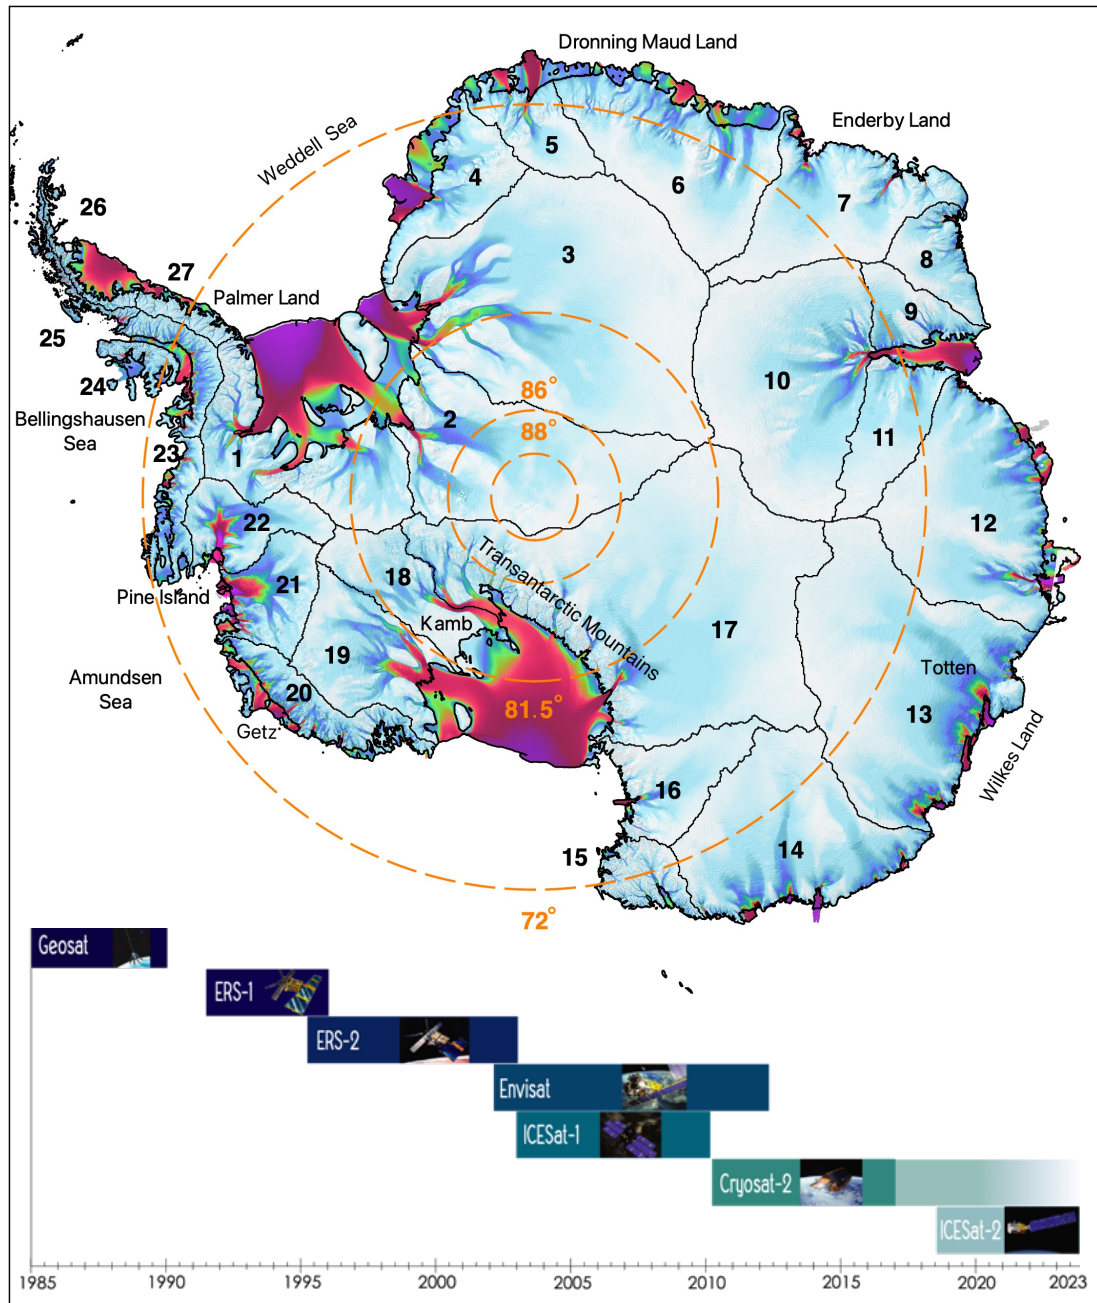 Dronning Maud Land
Enderby Land
Weddell Sea
5
4
6
7
26
3
8
27
Palmer Land
9
25
24
86°
10
88°
2
Bellingshausen
Sea
11
23
1
22
12
Transantarctic Mountains
18
21
Pine Island
Kamb
17
19
Totten
Amundsen
Sea
20
81.5°
13
Getz
Wilkes Land
16
15
14
72°
Geosat
ERS-1
ERS-2
Envisat
ICESat-1
Cryosat-2
ICESat-2
1985 1990 1995 2000 2005 2010 2015 2020 2023